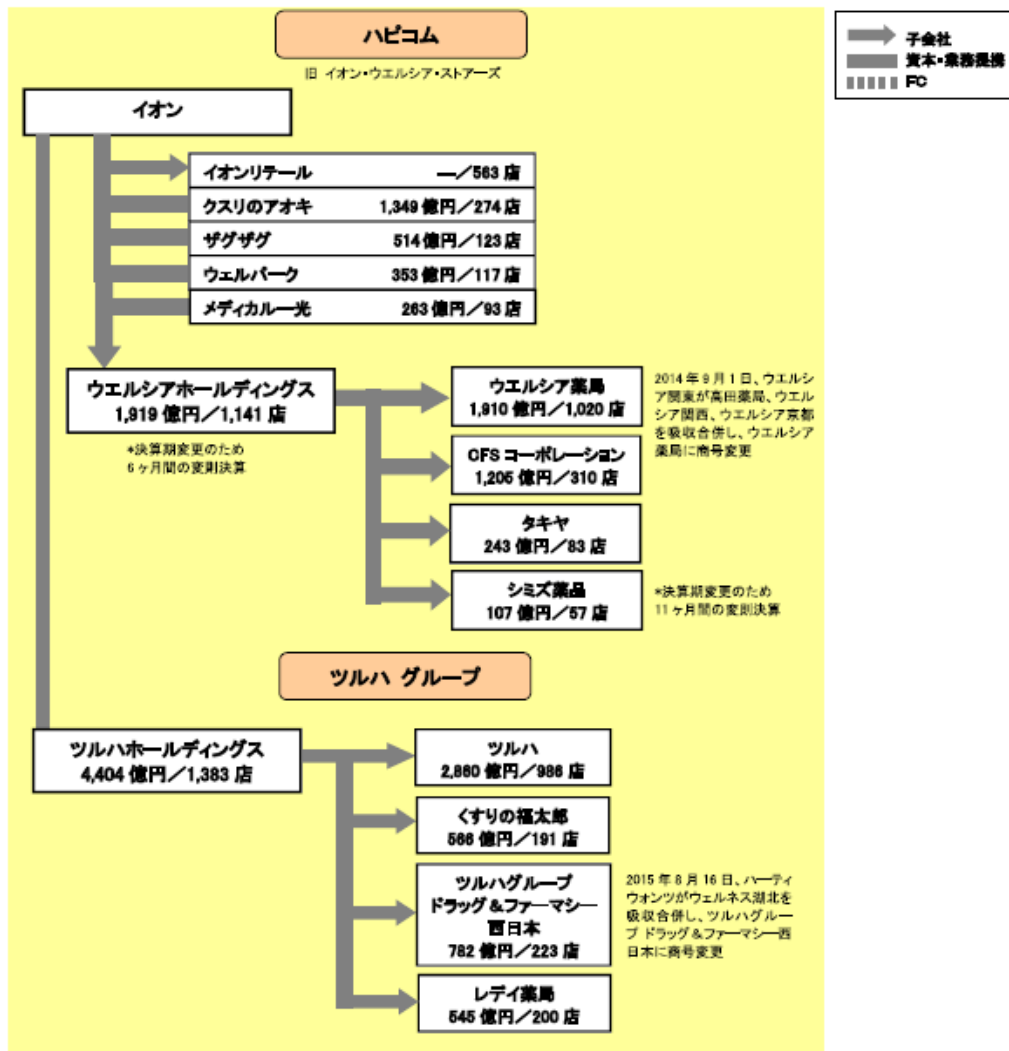 ハピコム
旧 イオン・ウエルシア・ストアーズ
子会社
資本・業務提携
FC
イオン
イオンリテール ―／563 店
クスリのアオキ 1,349 億円／274 店
ザグザグ 514 億円／123 店
ウェルパーク 353 億円／117 店
メディカル一光 263 億円／93 店
ウエルシアホールディングス
1,919 億円／1,141 店
*決算期変更のため
6 ヶ月間の変則決算
ウエルシア薬局
1,910 億円／1,020 店
2014 年 9 月 1 日、ウエルシ
ア関東が高田薬局、ウエル
シア関西、ウエルシア京都
を吸収合併し、ウエルシア
薬局に商号変更
CFS コーポレーション
1,205 億円／310 店
タキヤ
243 億円／83 店
シミズ薬品
107 億円／57 店
*決算期変更のため
11 ヶ月間の変則決算
ツルハ グループ
ツルハホールディングス
4,404 億円／1,383 店
ツルハ
2,860 億円／986 店
くすりの福太郎
566 億円／191 店
ツルハグループ
ドラッグ＆ファーマシー
西日本
782 億円／223 店
2015 年 8 月 16 日、ハーティ
ウォンツがウェルネス湖北を
吸収合併し、ツルハグルー
プ ドラッグ＆ファーマシー西
日本に商号変更
レデイ薬局
545 億円／200 店